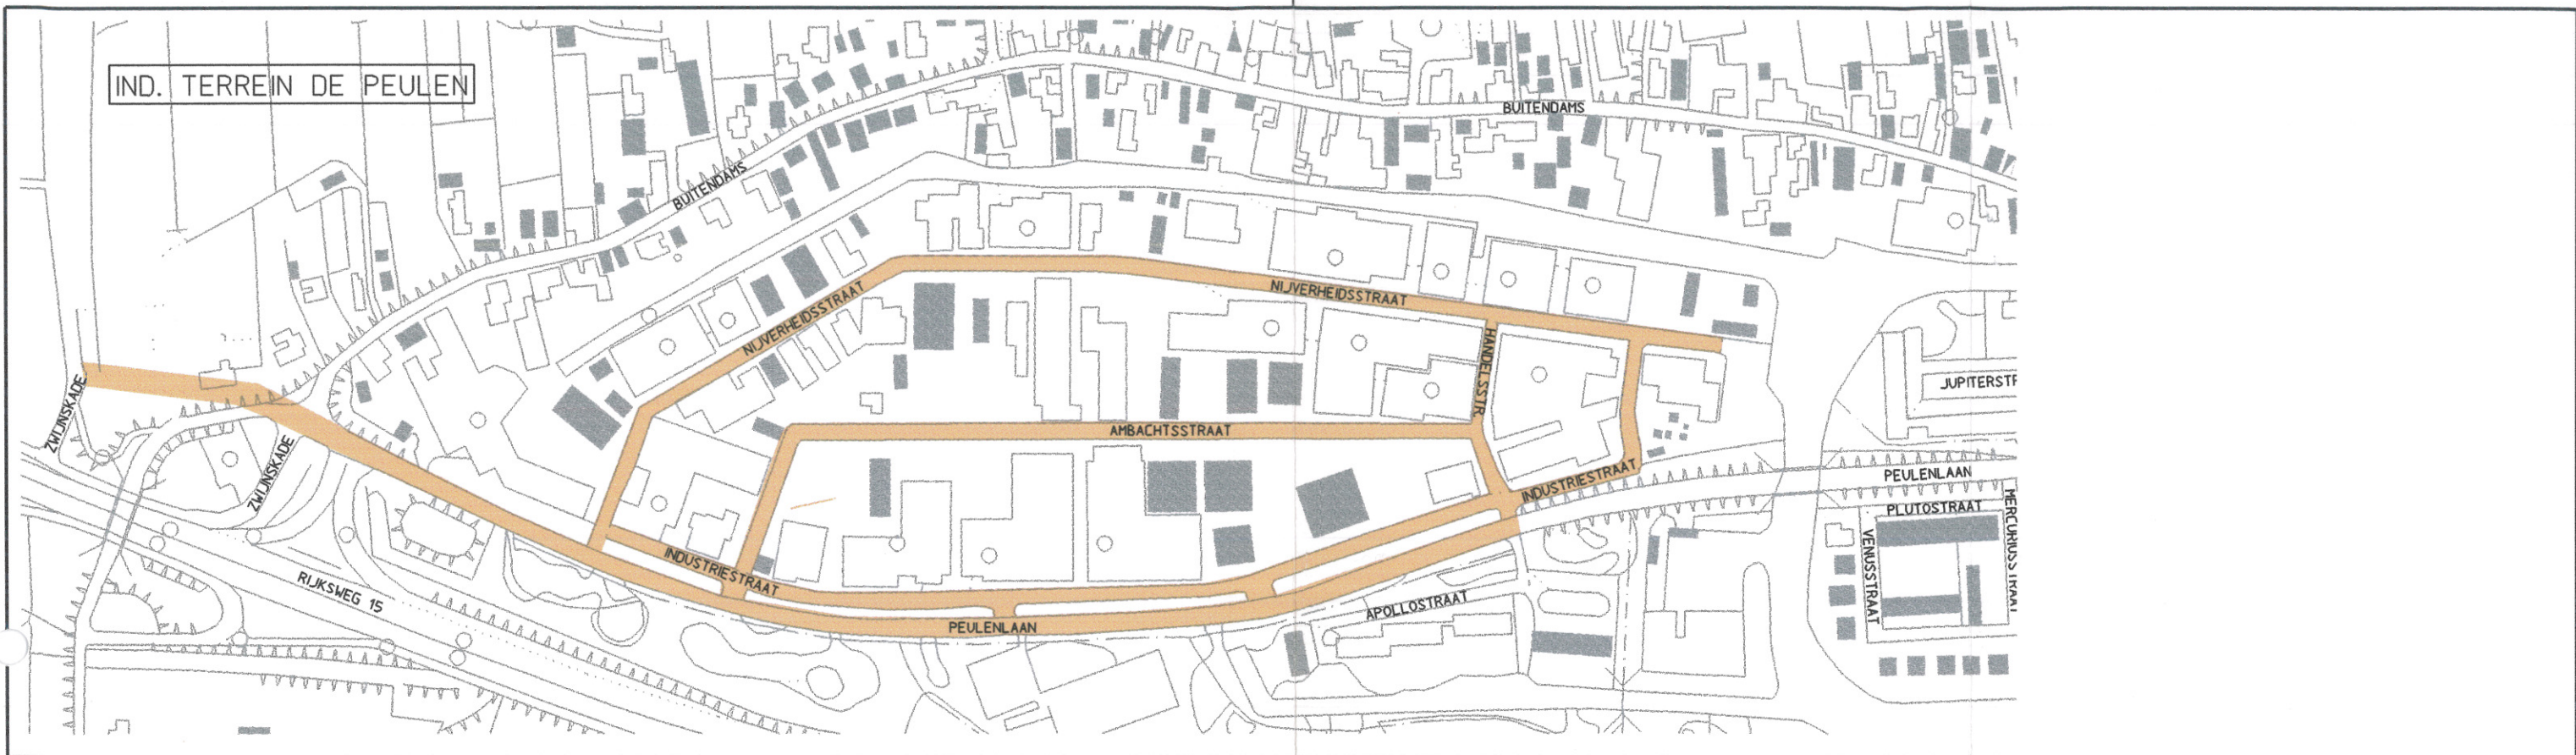 IND. TERREIN DE PEULEN
BUITENDAMS
BUITENDAMS
NIJVERHEIDSSTRAAT
NIJVERHEIDSSTRAAT
HANDELSSTR.
ZWIJNSKADE
JUPITERSTR
AMBACHTSSTRAAT
ZWIJNSKADE
INDUSTRIESTRAAT
PEULENLAAN
PLUTOSTRAAT
MERCURIUSSTRAAT
VENUSSTRAAT
INDUSTRIESTRAAT
RIJKSWEG 15
APOLLOSTRAAT
PEULENLAAN